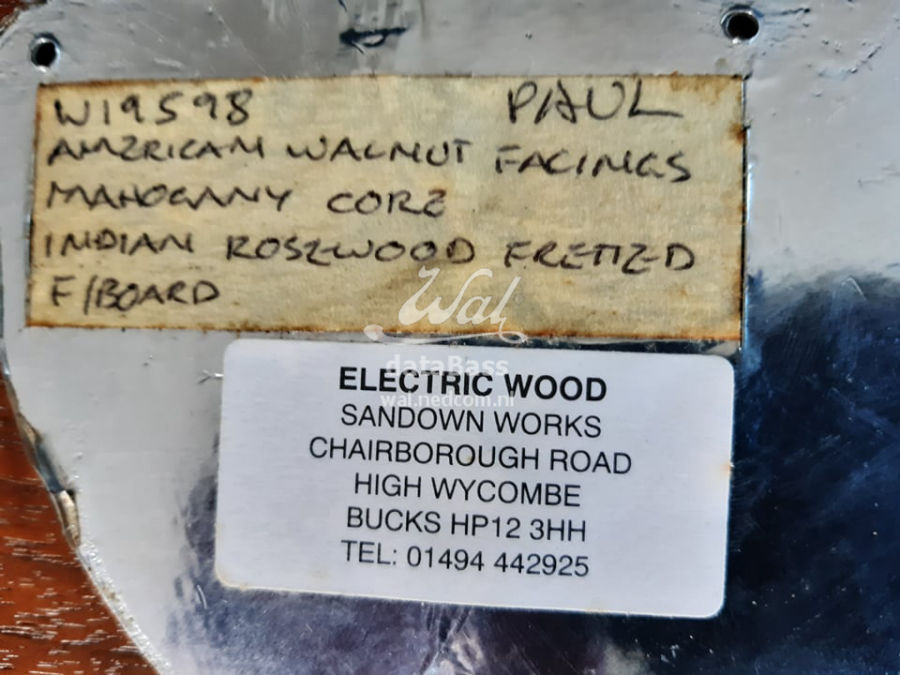 W19598 PAUL
AMERICAN WALNUT FACINGS
MAHOGANY CORE
INDIAN ROSEWOOD FRETTED
F/BOARD
Wal
dataBass
wal.nedcom.nl
ELECTRIC WOOD
SANDOWN WORKS
CHAIRBOROUGH ROAD
HIGH WYCOMBE
BUCKS HP12 3HH
TEL: 01494 442925